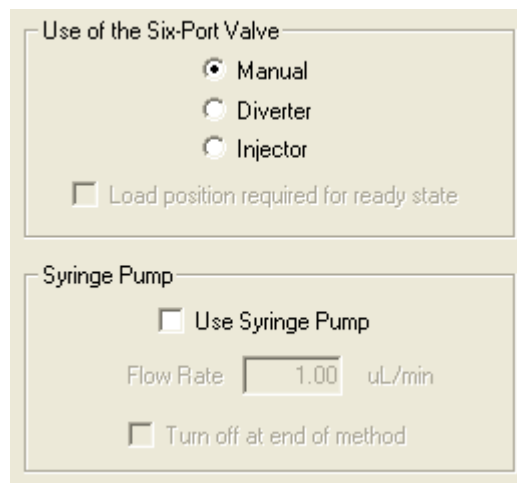 Use of the Six-Port Valve
Manual
Diverter
Injector
Load position required for ready state
Syringe Pump
Use Syringe Pump
Flow Rate 1.00 uL/min
Turn off at end of method